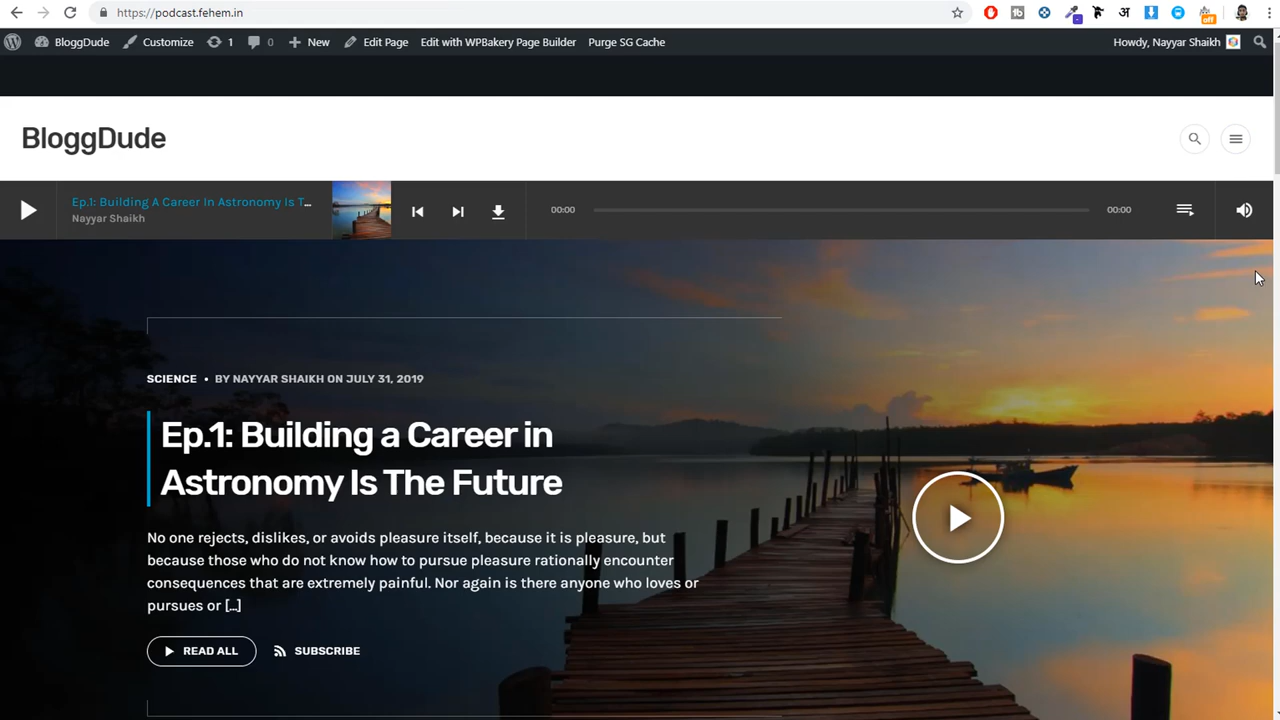 https://podcast.fehem.in
अ
off
BloggDude
Customize
1
0
New
Edit Page
Edit with WPBakery Page Builder
Purge SG Cache
Howdy, Nayyar Shaikh
BloggDude
Ep.1: Building A Career In Astronomy Is T...
Nayyar Shaikh
00:00
00:00
SCIENCE • BY NAYYAR SHAIKH ON JULY 31, 2019
Ep.1: Building a Career in
Astronomy Is The Future
No one rejects, dislikes, or avoids pleasure itself, because it is pleasure, but
because those who do not know how to pursue pleasure rationally encounter
consequences that are extremely painful. Nor again is there anyone who loves or
pursues or [...]
READ ALL
SUBSCRIBE